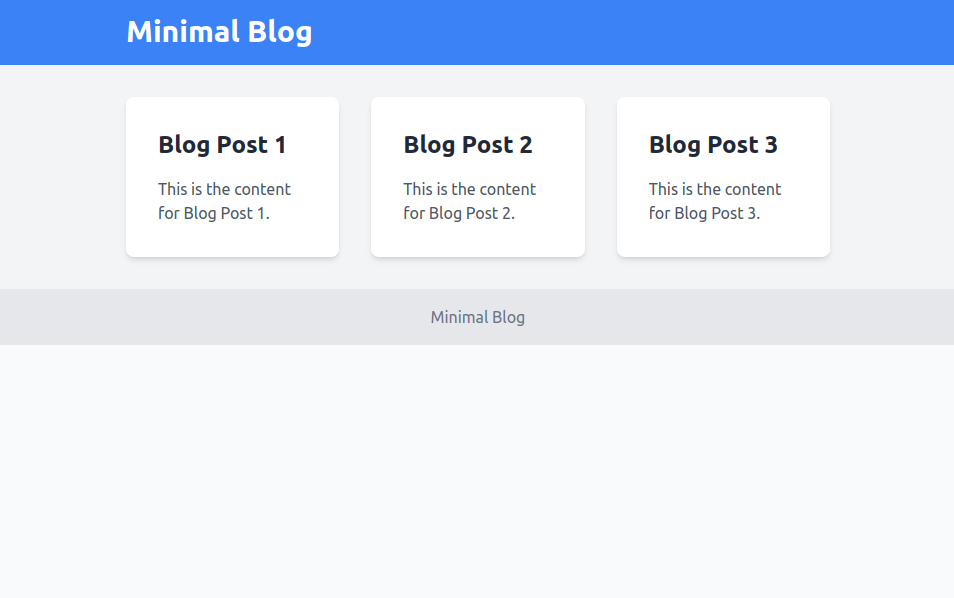 Minimal Blog
Blog Post 1
This is the content
for Blog Post 1.
Blog Post 2
This is the content
for Blog Post 2.
Blog Post 3
This is the content
for Blog Post 3.
Minimal Blog